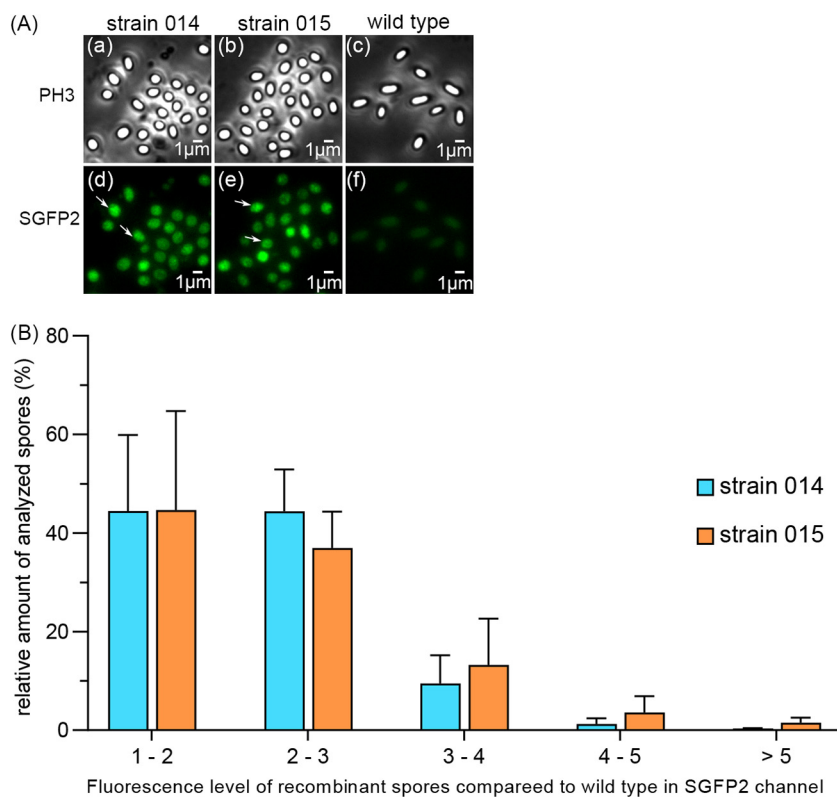 (A) strain 014 strain 015 wild type
(a) (b) (c)
PH3
1μm 1μm 1μm
(d) (e) (f)
SGFP2
1μm 1μm 1μm
(B)
80
60
40
20
0
relative amount of analyzed spores (%)
strain 014
strain 015
1 - 2 2 - 3 3 - 4 4 - 5 > 5
Fluorescence level of recombinant spores compareed to wild type in SGFP2 channel